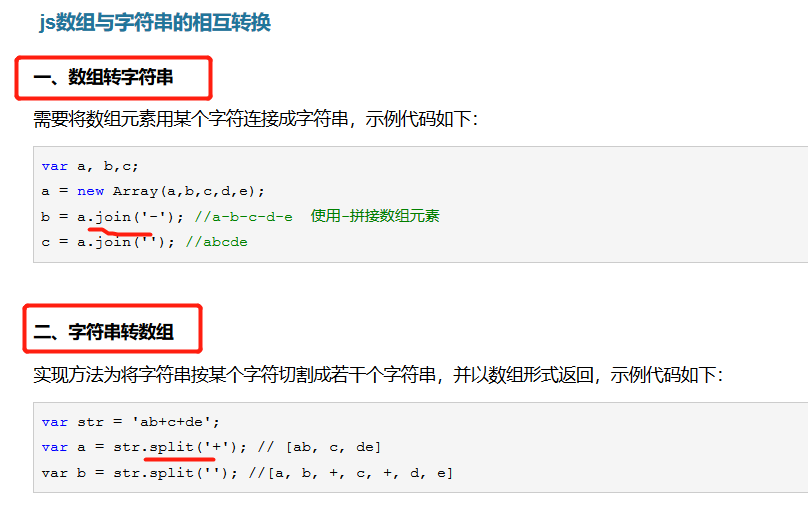 js数组与字符串的相互转换
一、数组转字符串
需要将数组元素用某个字符连接成字符串，示例代码如下：
var a, b,c;
a = new Array(a,b,c,d,e);
b = a.join('-'); //a-b-c-d-e  使用-拼接数组元素
c = a.join(''); //abcde
二、字符串转数组
实现方法为将字符串按某个字符切割成若干个字符串，并以数组形式返回，示例代码如下：
var str = 'ab+c+de';
var a = str.split('+'); // [ab, c, de]
var b = str.split(''); //[a, b, +, c, +, d, e]